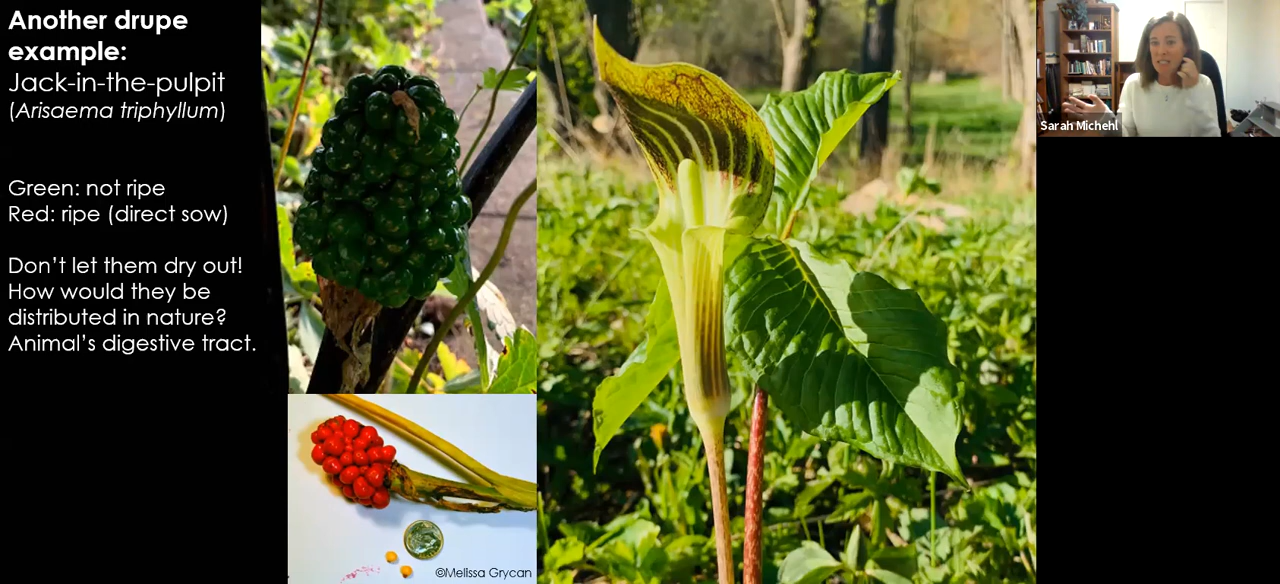 Another drupe
example:
Jack-in-the-pulpit
(Arisaema triphyllum)
Green: not ripe
Red: ripe (direct sow)
Don't let them dry out!
How would they be
distributed in nature?
Animal's digestive tract.
©Melissa Grycan
Sarah Michehl